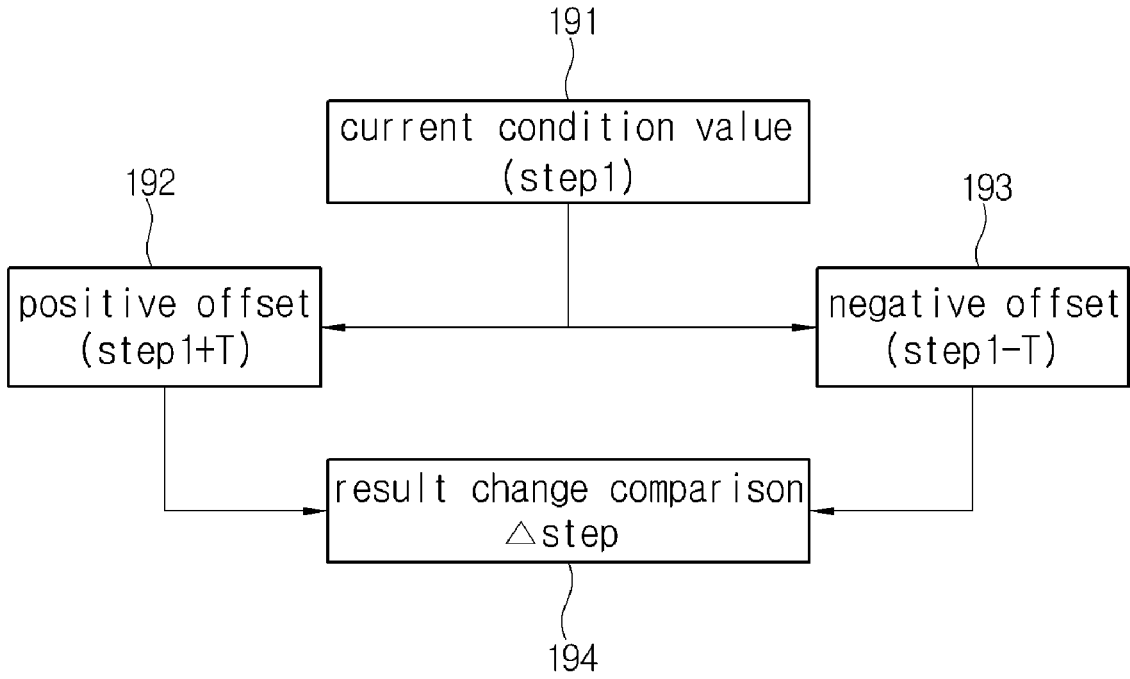 191
current condition value
(step1)
192
positive offset
(step1+T)
193
negative offset
(step1-T)
result change comparison
△step
194